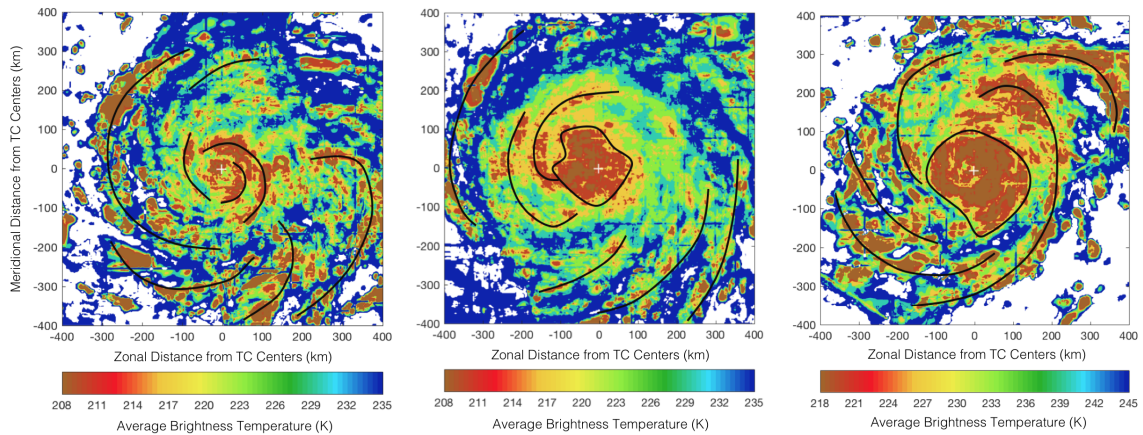 400
300
200
100
0
-100
-200
-300
-400
Meridional Distance from TC Centers (km)
-400 -300 -200 -100 0 100 200 300 400
Zonal Distance from TC Centers (km)
208 211 214 217 220 223 226 229 232 235
Average Brightness Temperature (K)
400
300
200
100
0
-100
-200
-300
-400
-400 -300 -200 -100 0 100 200 300 400
Zonal Distance from TC Centers (km)
208 211 214 217 220 223 226 229 232 235
Average Brightness Temperature (K)
400
300
200
100
0
-100
-200
-300
-400
-400 -300 -200 -100 0 100 200 300 400
Zonal Distance from TC Centers (km)
218 221 224 227 230 233 236 239 242 245
Average Brightness Temperature (K)